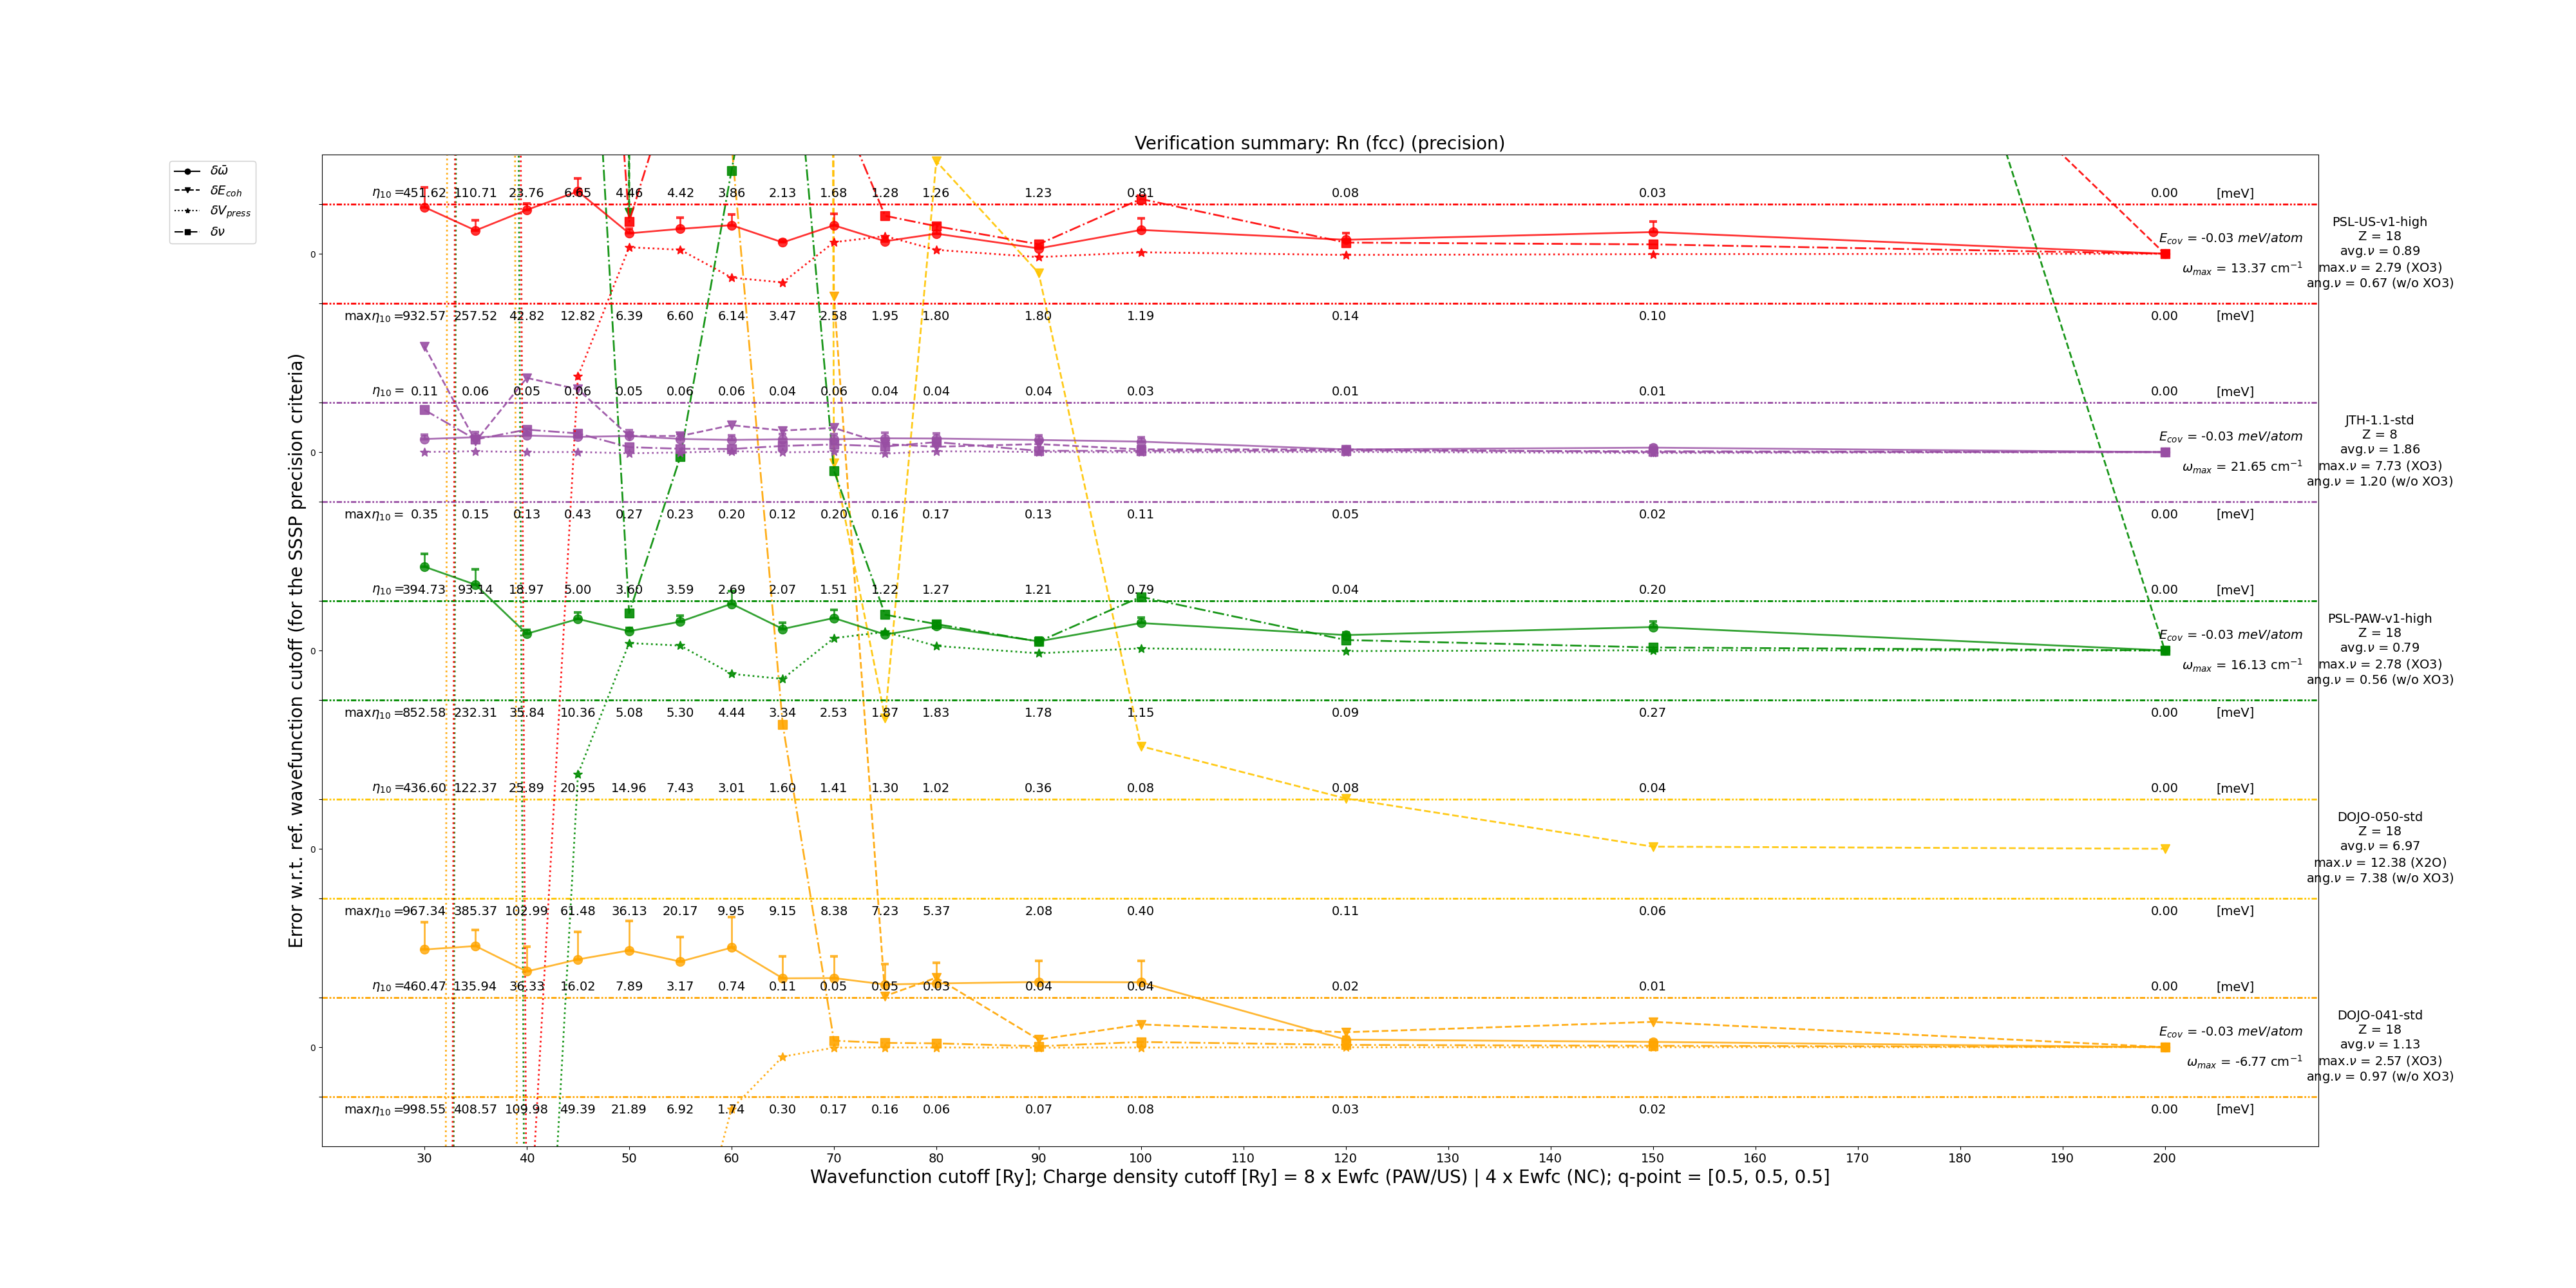 Verification summary: Rn (fcc) (precision)
δω̄
δE_coh
δV_press
δν
Error w.r.t. ref. wavefunction cutoff (for the SSSP precision criteria)
η₁₀ = 451.62 110.71 23.76 6.65 4.46 4.42 3.86 2.13 1.68 1.28 1.26 1.23 0.81 0.08 0.03 0.00 [meV]
0
E_cov = -0.03 meV/atom
ω_max = 13.37 cm⁻¹
PSL-US-v1-high
Z = 18
avg.ν = 0.89
max.ν = 2.79 (XO3)
ang.ν = 0.67 (w/o XO3)
maxη₁₀ = 932.57 257.52 42.82 12.82 6.39 6.60 6.14 3.47 2.58 1.95 1.80 1.80 1.19 0.14 0.10 0.00 [meV]
η₁₀ = 0.11 0.06 0.05 0.06 0.05 0.06 0.06 0.04 0.06 0.04 0.04 0.04 0.03 0.01 0.01 0.00 [meV]
0
E_cov = -0.03 meV/atom
ω_max = 21.65 cm⁻¹
JTH-1.1-std
Z = 8
avg.ν = 1.86
max.ν = 7.73 (XO3)
ang.ν = 1.20 (w/o XO3)
maxη₁₀ = 0.35 0.15 0.13 0.43 0.27 0.23 0.20 0.12 0.20 0.16 0.17 0.13 0.11 0.05 0.02 0.00 [meV]
η₁₀ = 394.73 93.14 18.97 5.00 3.60 3.59 2.69 2.07 1.51 1.22 1.27 1.21 0.79 0.04 0.20 0.00 [meV]
0
E_cov = -0.03 meV/atom
ω_max = 16.13 cm⁻¹
PSL-PAW-v1-high
Z = 18
avg.ν = 0.79
max.ν = 2.78 (XO3)
ang.ν = 0.56 (w/o XO3)
maxη₁₀ = 852.58 232.31 35.84 10.36 5.08 5.30 4.44 3.34 2.53 1.87 1.83 1.78 1.15 0.09 0.27 0.00 [meV]
η₁₀ = 436.60 122.37 25.89 20.95 14.96 7.43 3.01 1.60 1.41 1.30 1.02 0.36 0.08 0.08 0.04 0.00 [meV]
0
DOJO-050-std
Z = 18
avg.ν = 6.97
max.ν = 12.38 (X2O)
ang.ν = 7.38 (w/o XO3)
maxη₁₀ = 967.34 385.37 102.99 61.48 36.13 20.17 9.95 9.15 8.38 7.23 5.37 2.08 0.40 0.11 0.06 0.00 [meV]
η₁₀ = 460.47 135.94 36.33 16.02 7.89 3.17 0.74 0.11 0.05 0.05 0.03 0.04 0.04 0.02 0.01 0.00 [meV]
0
E_cov = -0.03 meV/atom
ω_max = -6.77 cm⁻¹
DOJO-041-std
Z = 18
avg.ν = 1.13
max.ν = 2.57 (XO3)
ang.ν = 0.97 (w/o XO3)
maxη₁₀ = 998.55 408.57 109.98 49.39 21.89 6.92 1.74 0.30 0.17 0.16 0.06 0.07 0.08 0.03 0.02 0.00 [meV]
30 40 50 60 70 80 90 100 110 120 130 140 150 160 170 180 190 200
Wavefunction cutoff [Ry]; Charge density cutoff [Ry] = 8 x Ewfc (PAW/US) | 4 x Ewfc (NC); q-point = [0.5, 0.5, 0.5]